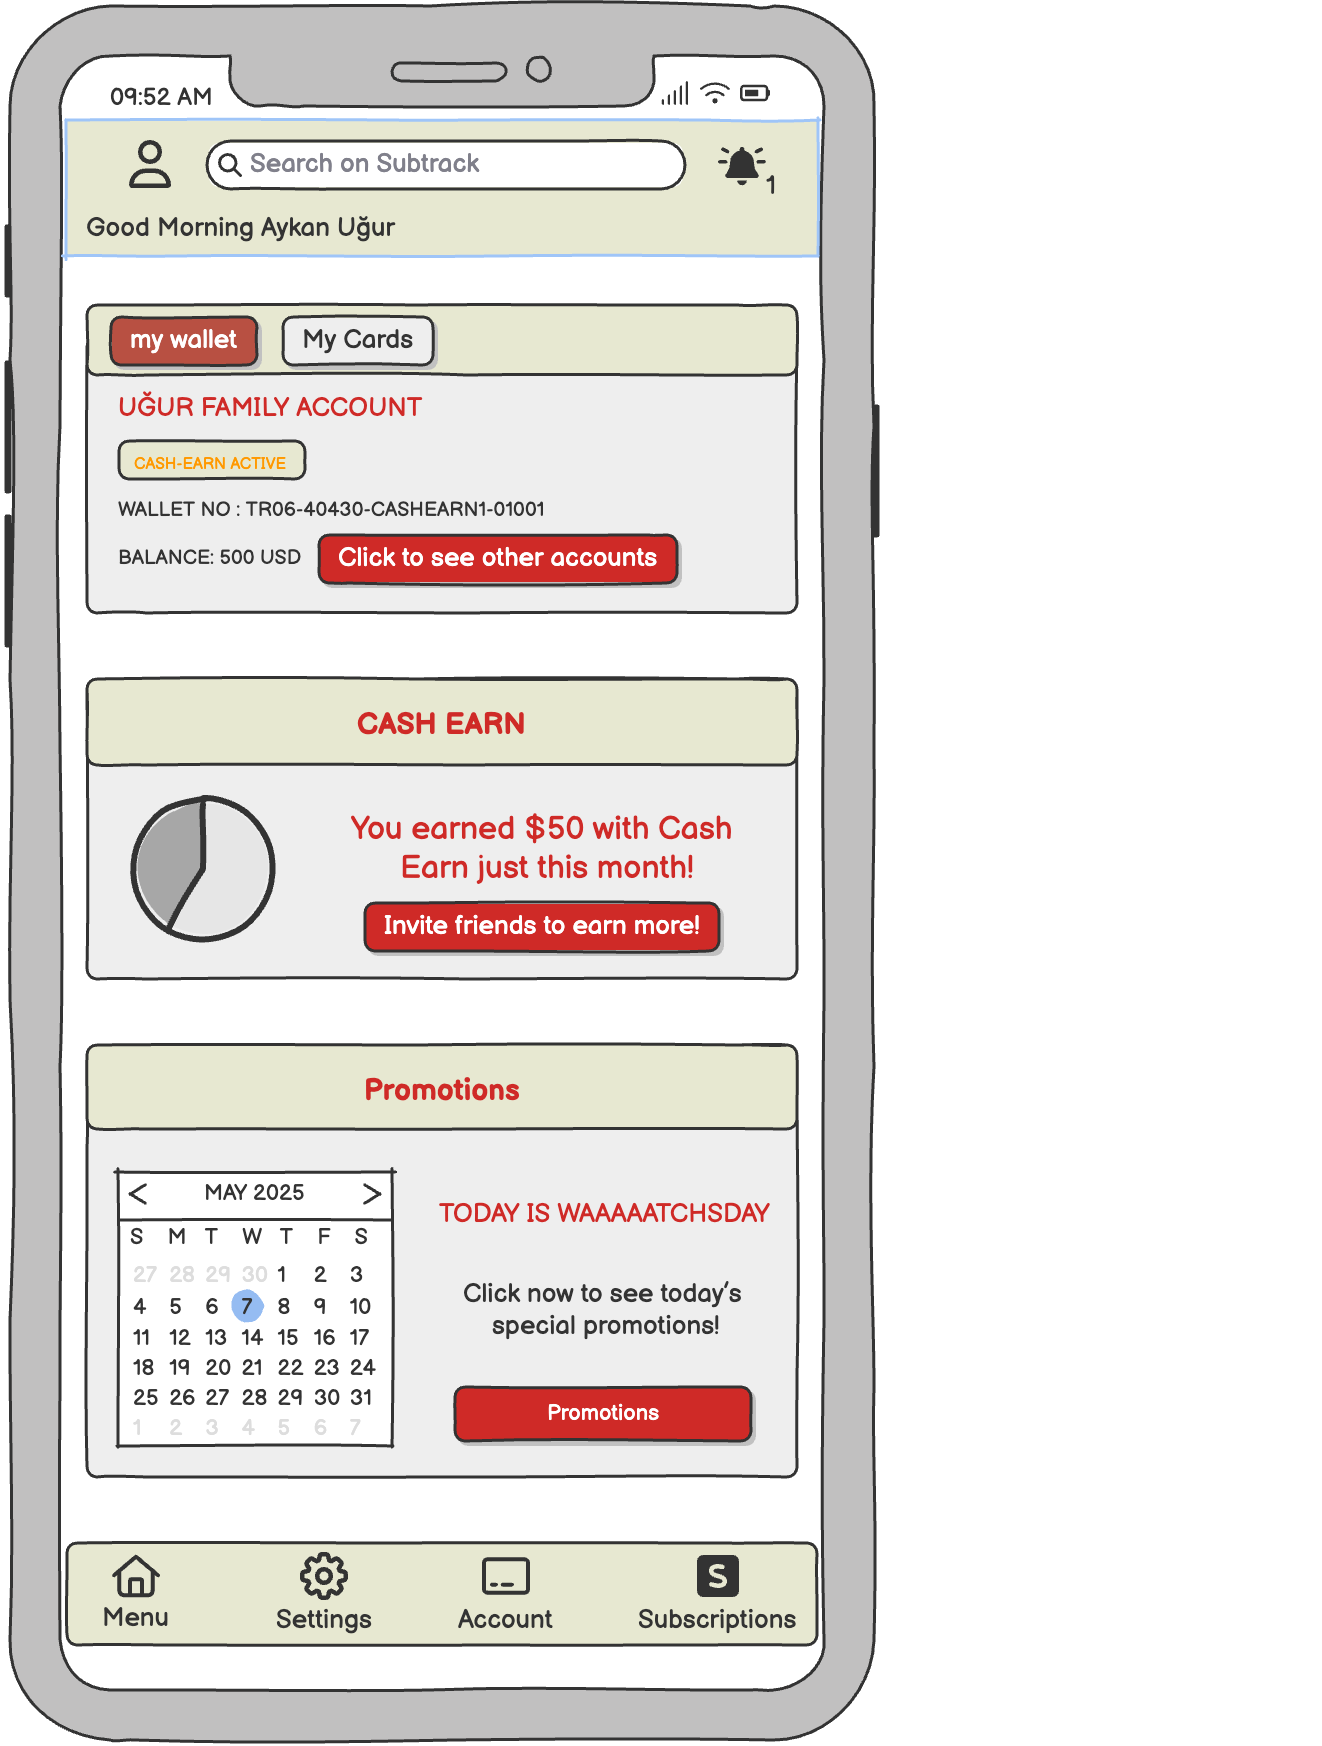 09:52 AM
Search on Subtrack
1
Good Morning Aykan Uğur
my wallet My Cards
UĞUR FAMILY ACCOUNT
CASH-EARN ACTIVE
WALLET NO : TR06-40430-CASHEARN1-01001
BALANCE: 500 USD Click to see other accounts
CASH EARN
You earned $50 with Cash
Earn just this month!
Invite friends to earn more!
Promotions
< MAY 2025 >
S M T W T F S
27 28 29 30 1 2 3
4 5 6 7 8 9 10
11 12 13 14 15 16 17
18 19 20 21 22 23 24
25 26 27 28 29 30 31
1 2 3 4 5 6 7
TODAY IS WAAAAATCHSDAY
Click now to see today's
special promotions!
Promotions
S
Menu Settings Account Subscriptions